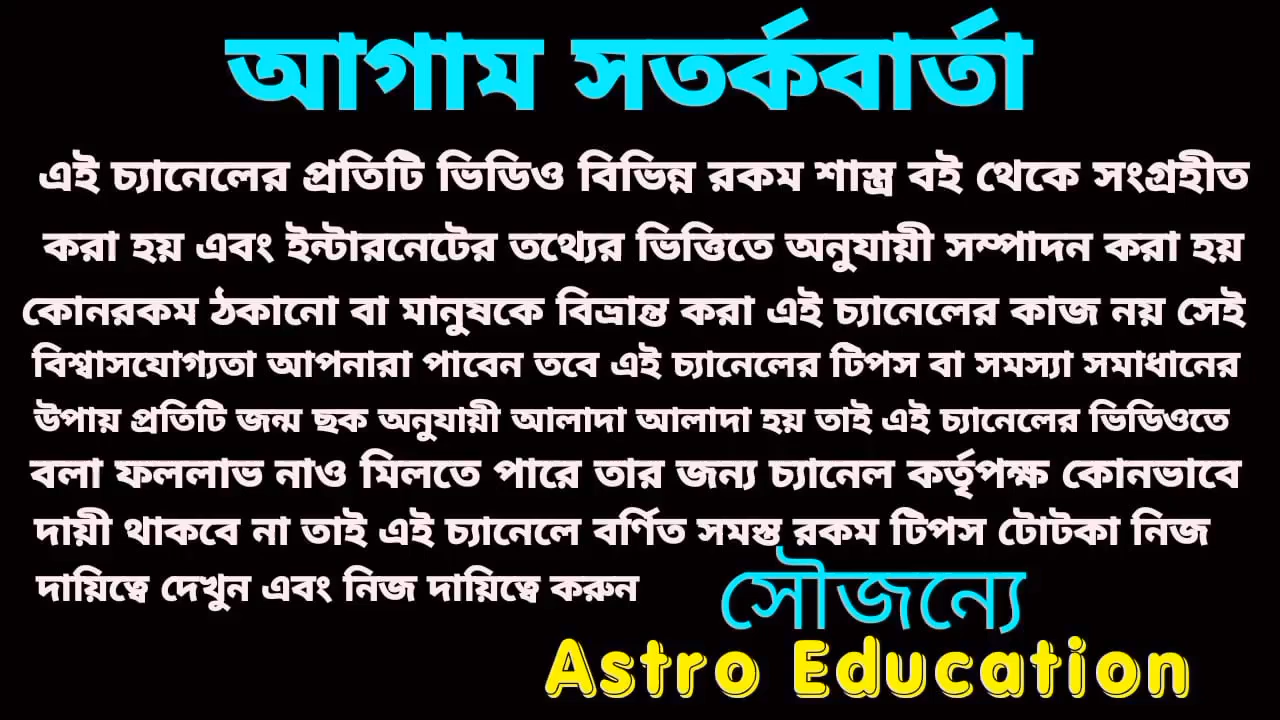 আগাম সতর্কবার্তা
এই চ্যানেলের প্রতিটি ভিডিও বিভিন্ন রকম শাস্ত্র বই থেকে সংগ্রহীত
করা হয় এবং ইন্টারনেটের তথ্যের ভিত্তিতে অনুযায়ী সম্পাদন করা হয়
কোনরকম ঠকানো বা মানুষকে বিভ্রান্ত করা এই চ্যানেলের কাজ নয় সেই
বিশ্বাসযোগ্যতা আপনারা পাবেন তবে এই চ্যানেলের টিপস বা সমস্যা সমাধানের
উপায় প্রতিটি জন্ম ছক অনুযায়ী আলাদা আলাদা হয় তাই এই চ্যানেলের ভিডিওতে
বলা ফললাভ নাও মিলতে পারে তার জন্য চ্যানেল কর্তৃপক্ষ কোনভাবে
দায়ী থাকবে না তাই এই চ্যানেলে বর্ণিত সমস্ত রকম টিপস টোটকা নিজ
দায়িত্বে দেখুন এবং নিজ দায়িত্বে করুন
সৌজন্যে
Astro Education